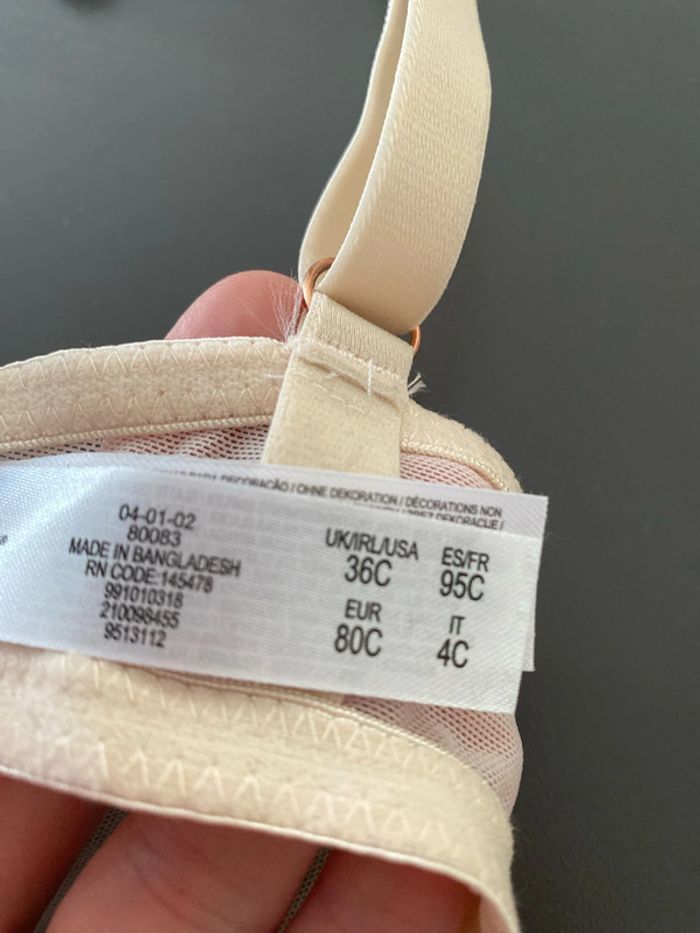 DECORAÇÃO / OHNE DEKORATION / DÉCORATIONS NON
04-01-02
80083
MADE IN BANGLADESH
RN CODE:145478
991010318
210098455
9513112
UK/IRL/USA
36C
ES/FR
95C
EUR
80C
IT
4C